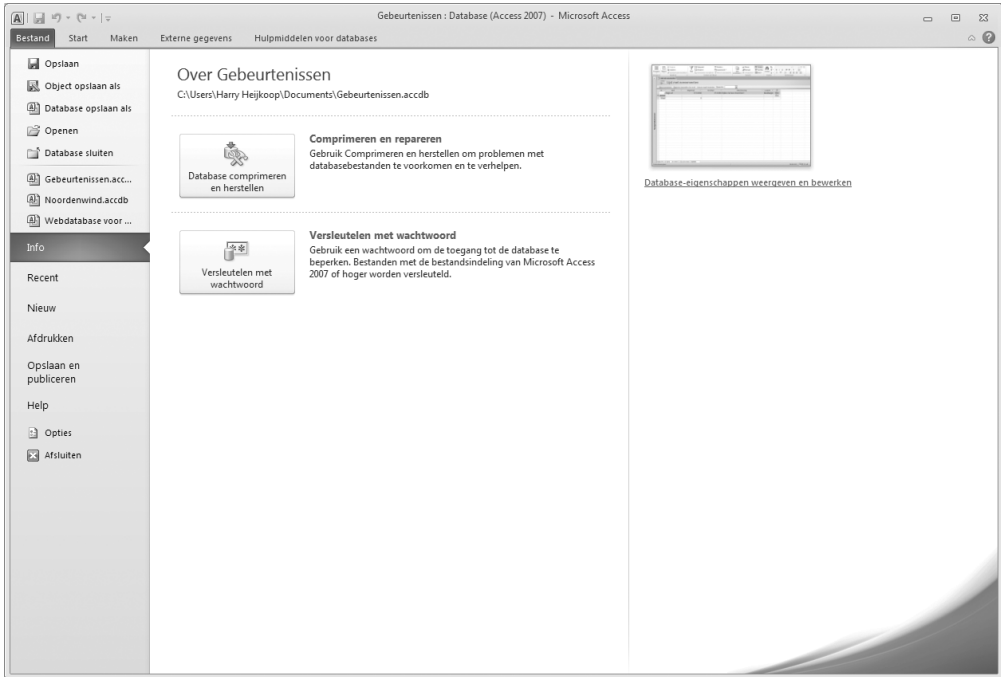 Gebeurtenissen : Database (Access 2007) - Microsoft Access
Bestand Start Maken Externe gegevens Hulpmiddelen voor databases
Opslaan
Object opslaan als
Database opslaan als
Openen
Database sluiten
Gebeurtenissen.acc...
Noordenwind.accdb
Webdatabase voor ...
Info
Recent
Nieuw
Afdrukken
Opslaan en
publiceren
Help
Opties
Afsluiten
Over Gebeurtenissen
C:\Users\Harry Heijkoop\Documents\Gebeurtenissen.accdb
Database comprimeren
en herstellen
Comprimeren en repareren
Gebruik Comprimeren en herstellen om problemen met
databasebestanden te voorkomen en te verhelpen.
Versleutelen met
wachtwoord
Versleutelen met wachtwoord
Gebruik een wachtwoord om de toegang tot de database te
beperken. Bestanden met de bestandsindeling van Microsoft Access
2007 of hoger worden versleuteld.
Database-eigenschappen weergeven en bewerken